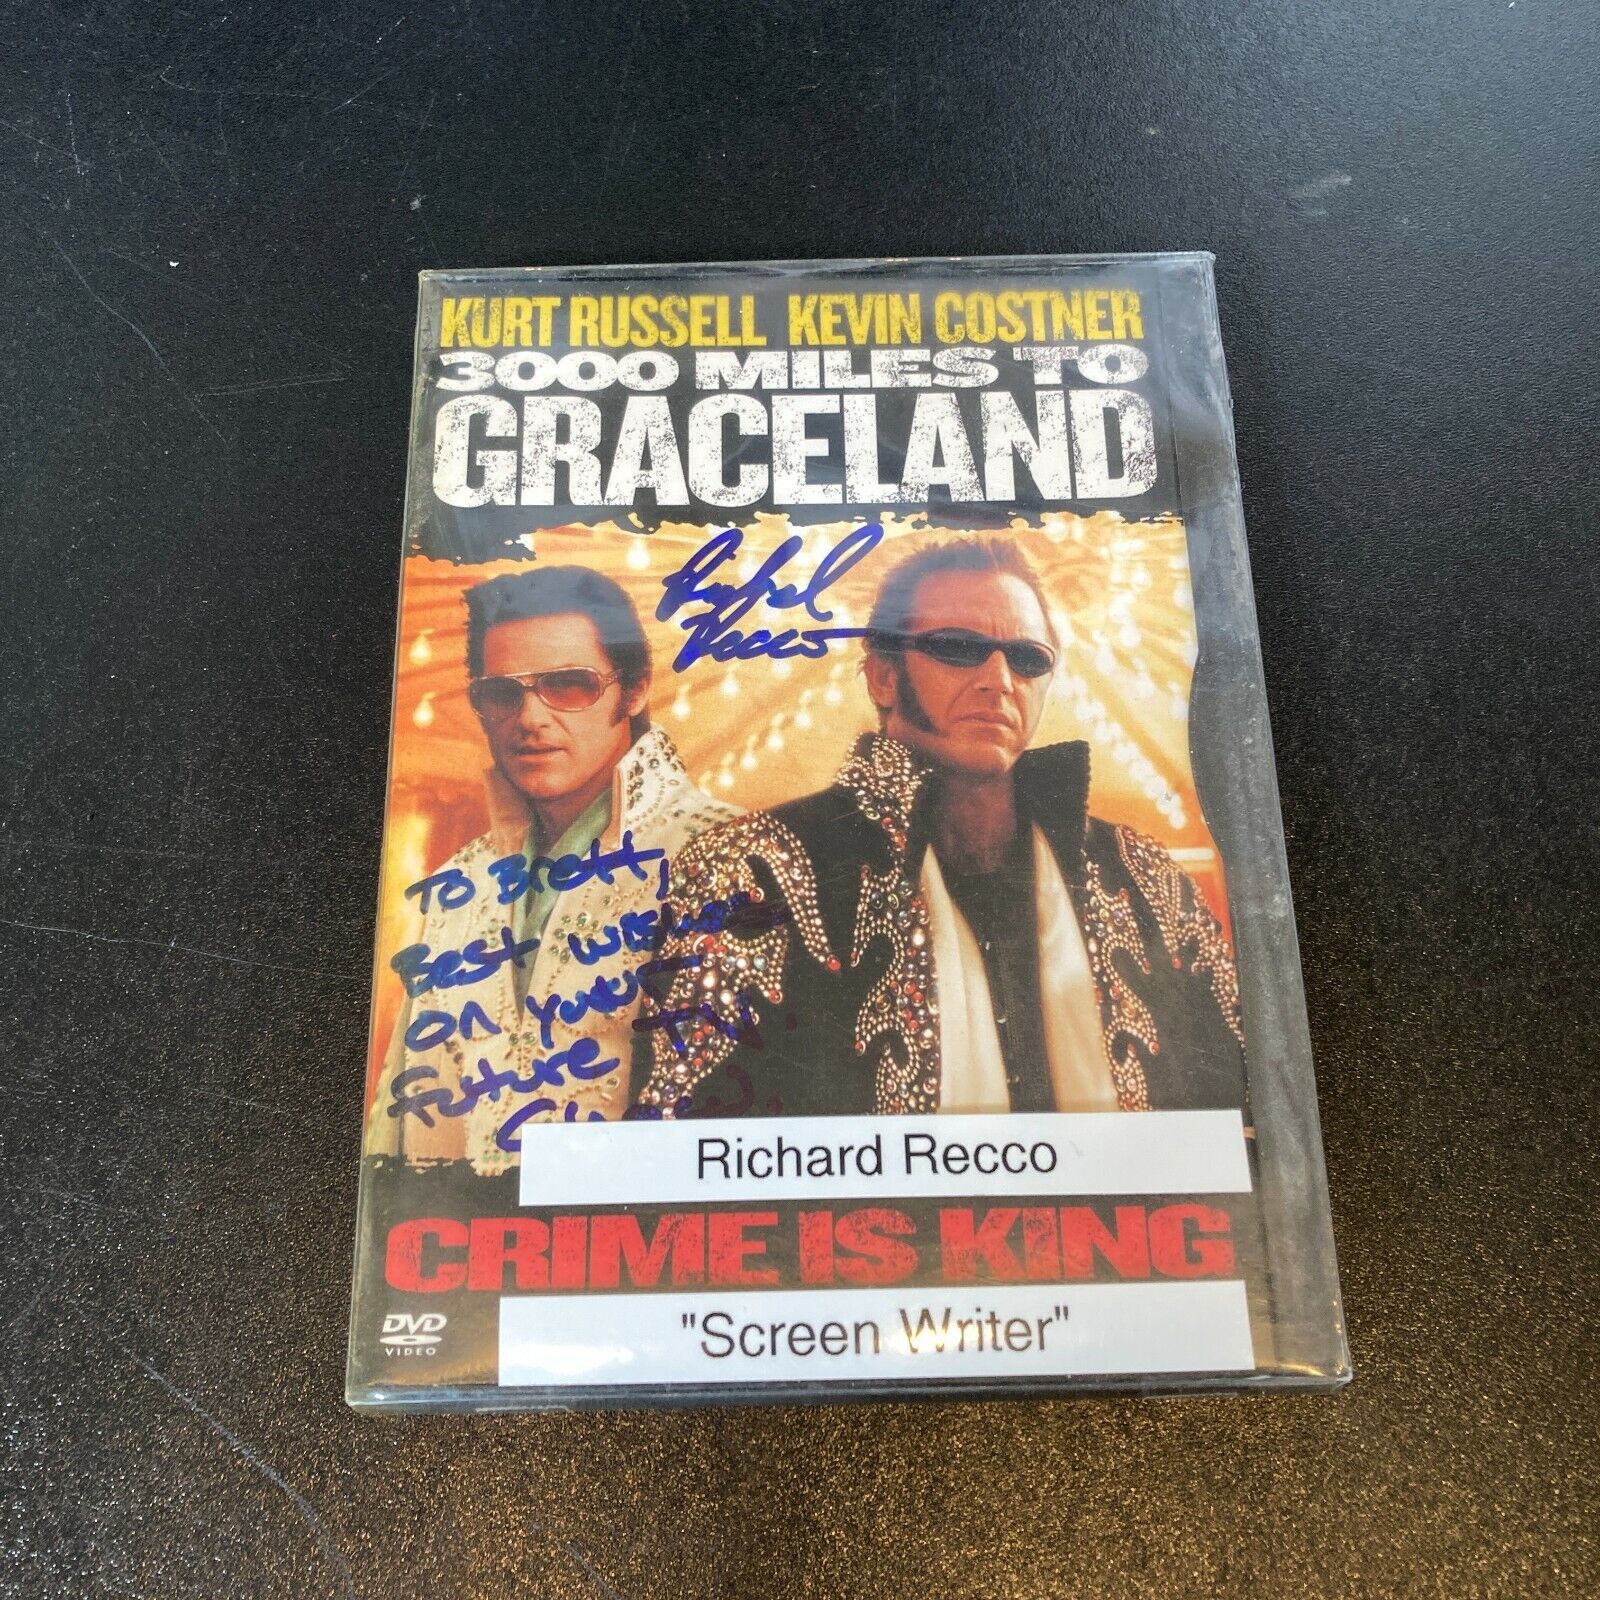 KURT RUSSELL KEVIN COSTNER
3000 MILES TO
GRACELAND
Richard
Recco
To Brett,
Best wishes
on your
future TV.
Show.
Richard Recco
CRIME IS KING
DVD
VIDEO
"Screen Writer"